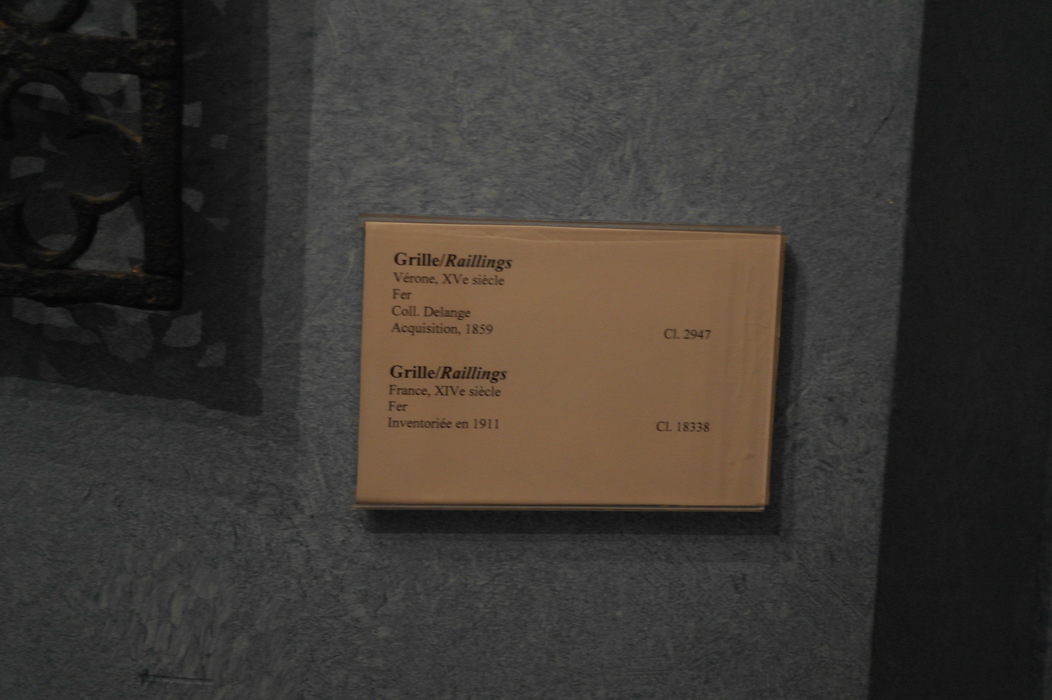 Grille/Raillings
Vérone, XVe siècle
Fer
Coll. Delange
Acquisition, 1859 Cl. 2947
Grille/Raillings
France, XIVe siècle
Fer
Inventoriée en 1911 Cl. 18338